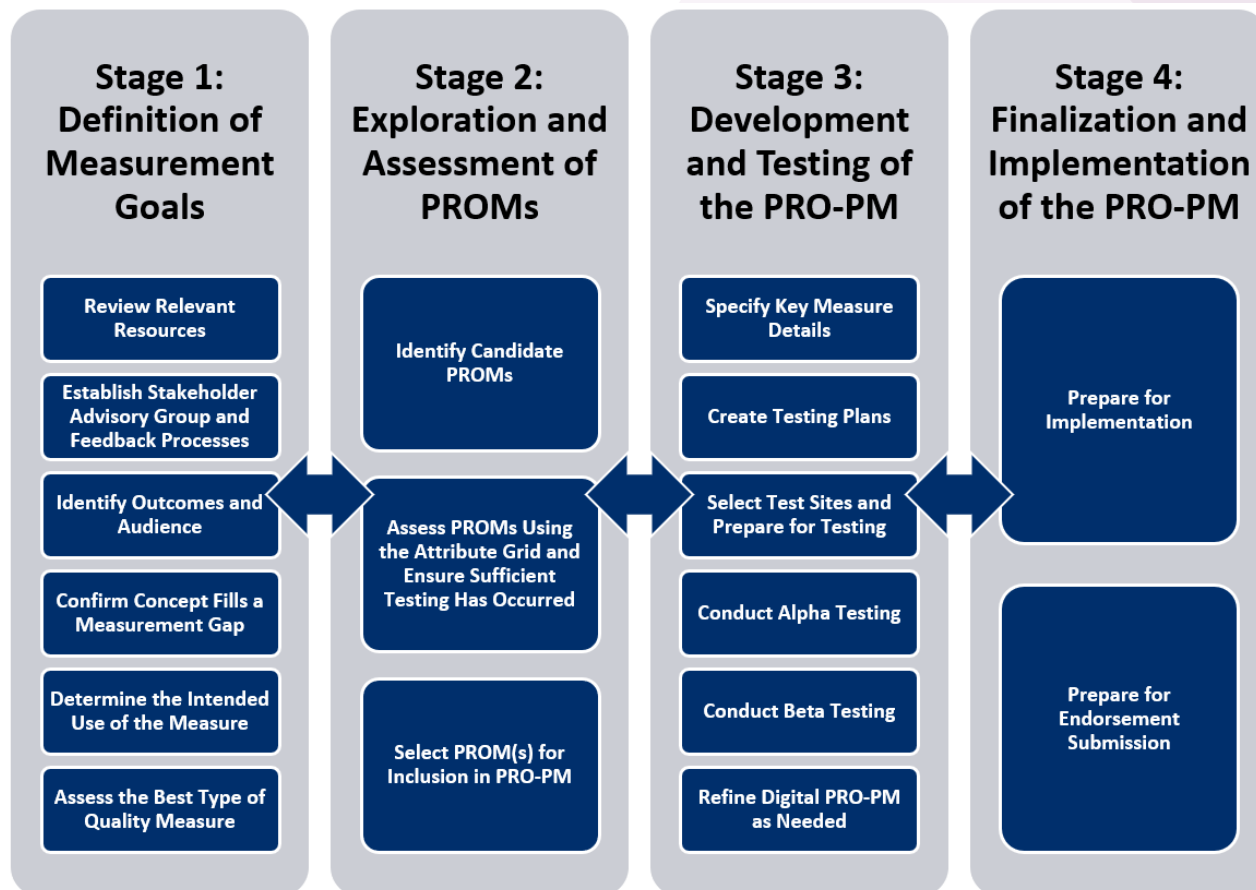 Stage 1:
Definition of
Measurement
Goals
Review Relevant
Resources
Establish Stakeholder
Advisory Group and
Feedback Processes
Identify Outcomes and
Audience
Confirm Concept Fills a
Measurement Gap
Determine the Intended
Use of the Measure
Assess the Best Type of
Quality Measure
Stage 2:
Exploration and
Assessment of
PROMs
Identify Candidate
PROMs
Assess PROMs Using
the Attribute Grid and
Ensure Sufficient
Testing Has Occurred
Select PROM(s) for
Inclusion in PRO-PM
Stage 3:
Development
and Testing of
the PRO-PM
Specify Key Measure
Details
Create Testing Plans
Select Test Sites and
Prepare for Testing
Conduct Alpha Testing
Conduct Beta Testing
Refine Digital PRO-PM
as Needed
Stage 4:
Finalization and
Implementation
of the PRO-PM
Prepare for
Implementation
Prepare for
Endorsement
Submission